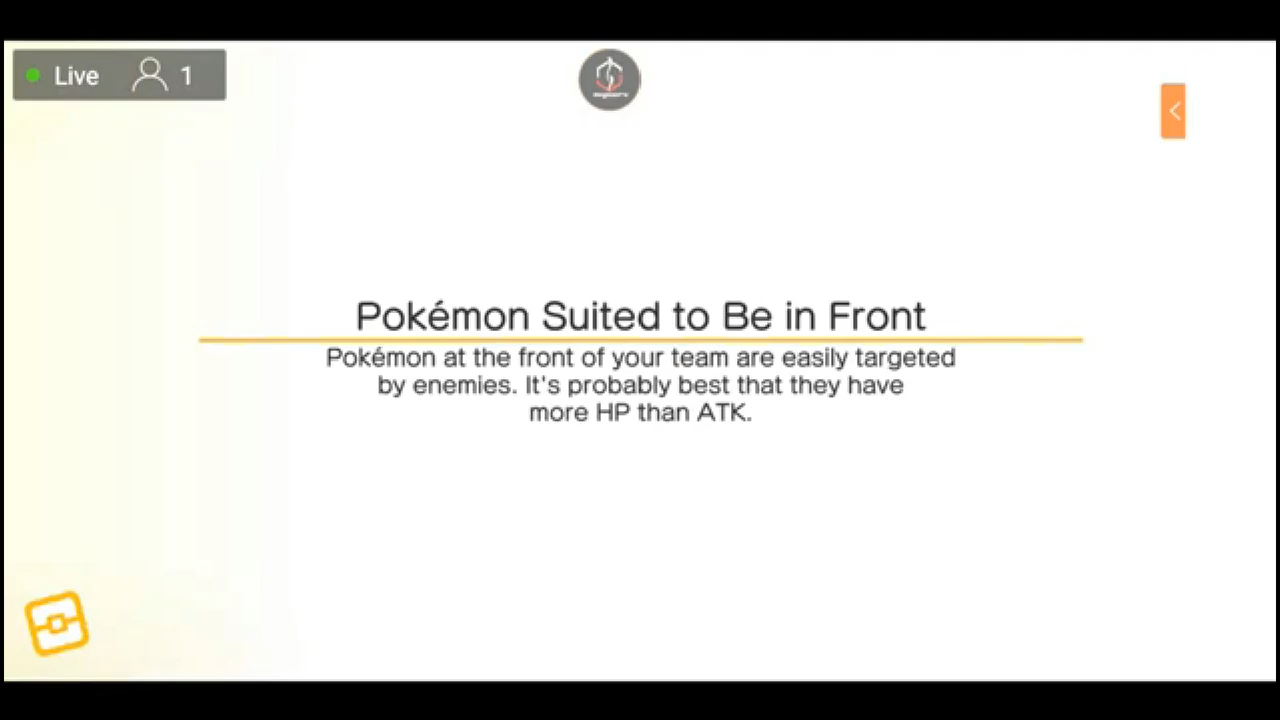 Live 1
Pokémon Suited to Be in Front
Pokémon at the front of your team are easily targeted
by enemies. It's probably best that they have
more HP than ATK.